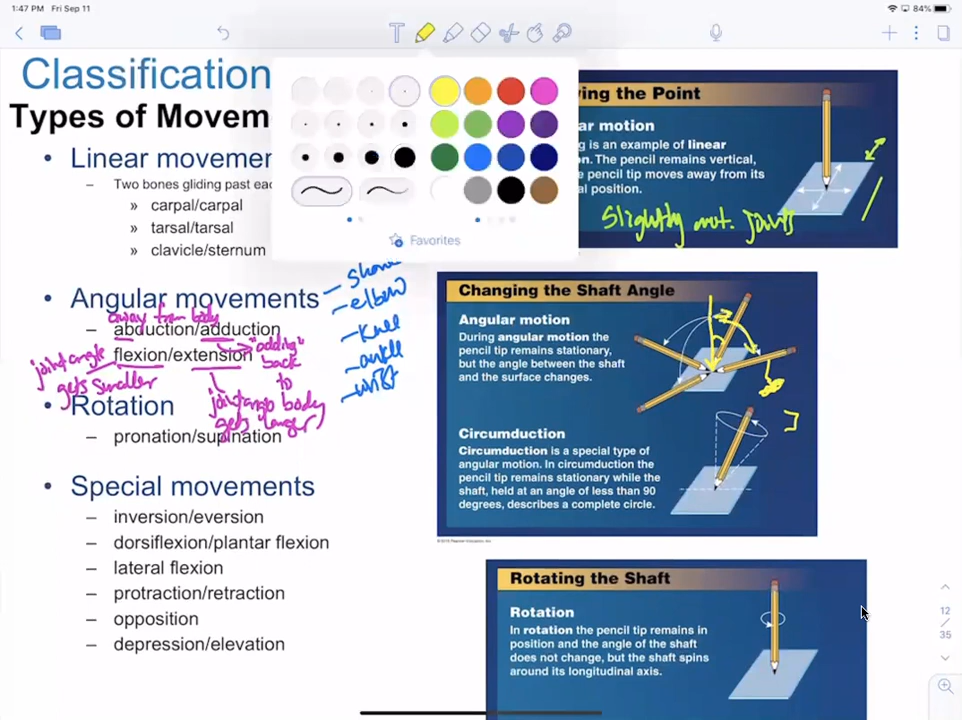 1:47 PM Fri Sep 11
84%
Classification
Types of Movem
Linear movemen
Two bones gliding past eac
» carpal/carpal
» tarsal/tarsal
» clavicle/sternum
Angular movements
away from body
– abduction/adduction
"adding"
back
to
body
– flexion/extension
joint angle
gets smaller
joint ange
gets larger
Rotation
– pronation/supination
Special movements
– inversion/eversion
– dorsiflexion/plantar flexion
– lateral flexion
– protraction/retraction
– opposition
– depression/elevation
– elbow
– Knee
– ankle
– wrist
Favorites
ving the Point
ar motion
g is an example of linear
n. The pencil remains vertical,
e pencil tip moves away from its
al position.
Slightly mot. Joints
Changing the Shaft Angle
Angular motion
During angular motion the
pencil tip remains stationary,
but the angle between the shaft
and the surface changes.
Circumduction
Circumduction is a special type of
angular motion. In circumduction the
pencil tip remains stationary while the
shaft, held at an angle of less than 90
degrees, describes a complete circle.
Rotating the Shaft
Rotation
In rotation the pencil tip remains in
position and the angle of the shaft
does not change, but the shaft spins
around its longitudinal axis.
12
/
35